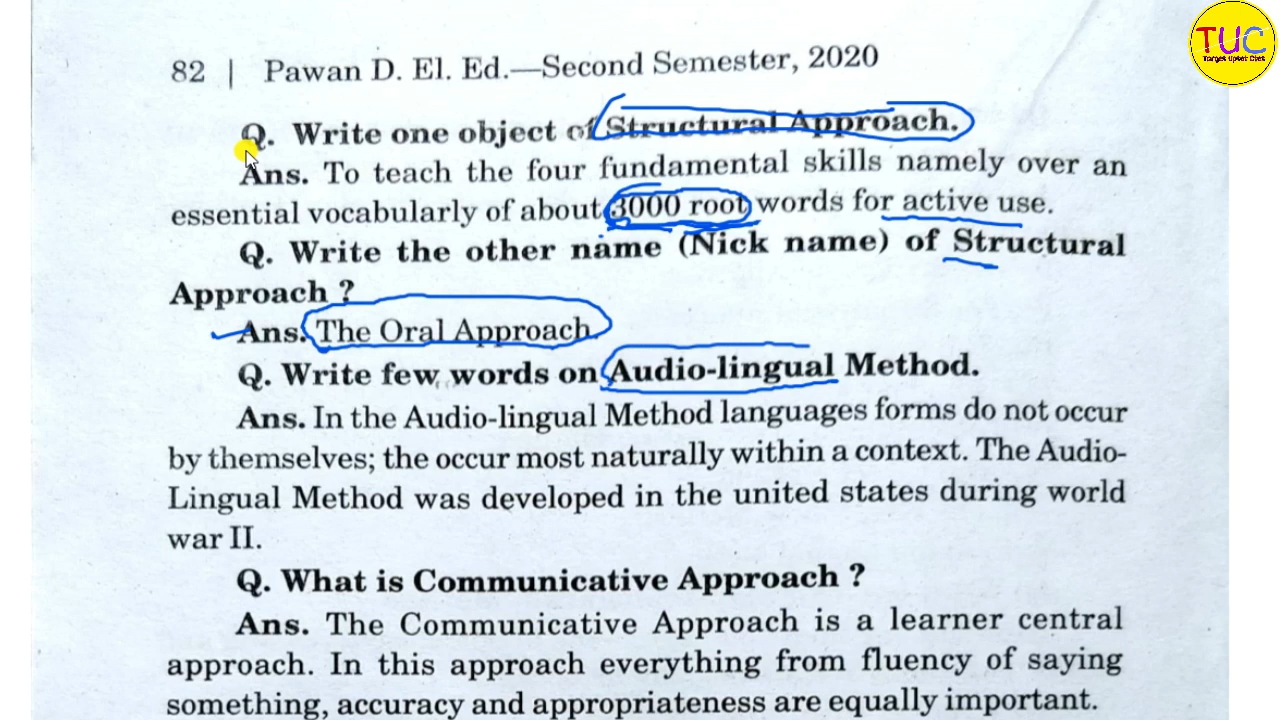 TUC
Target Upvet Diet
82 | Pawan D. El. Ed.—Second Semester, 2020
Q. Write one object of Structural Approach.
Ans. To teach the four fundamental skills namely over an
essential vocabularly of about 3000 root words for active use.
Q. Write the other name (Nick name) of Structural
Approach ?
Ans. The Oral Approach
Q. Write few words on Audio-lingual Method.
Ans. In the Audio-lingual Method languages forms do not occur
by themselves; the occur most naturally within a context. The Audio-
Lingual Method was developed in the united states during world
war II.
Q. What is Communicative Approach ?
Ans. The Communicative Approach is a learner central
approach. In this approach everything from fluency of saying
something, accuracy and appropriateness are equally important.